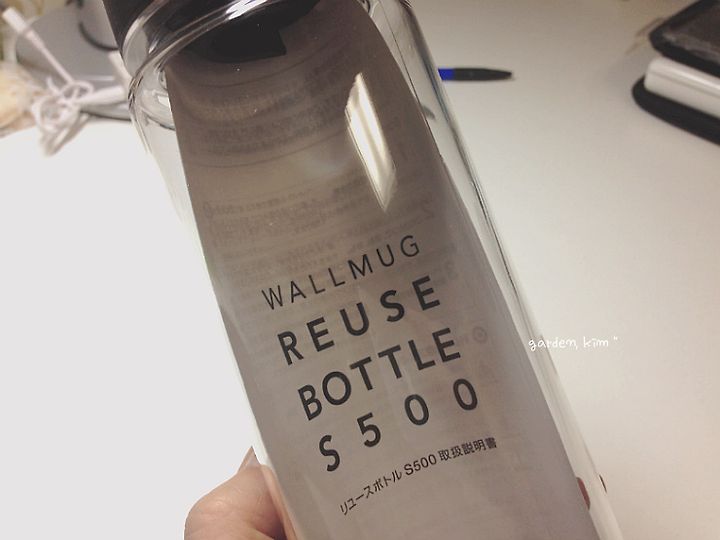 WALLMUG
REUSE
BOTTLE
S500
リユースボトル S500 取扱説明書
garden, kim "